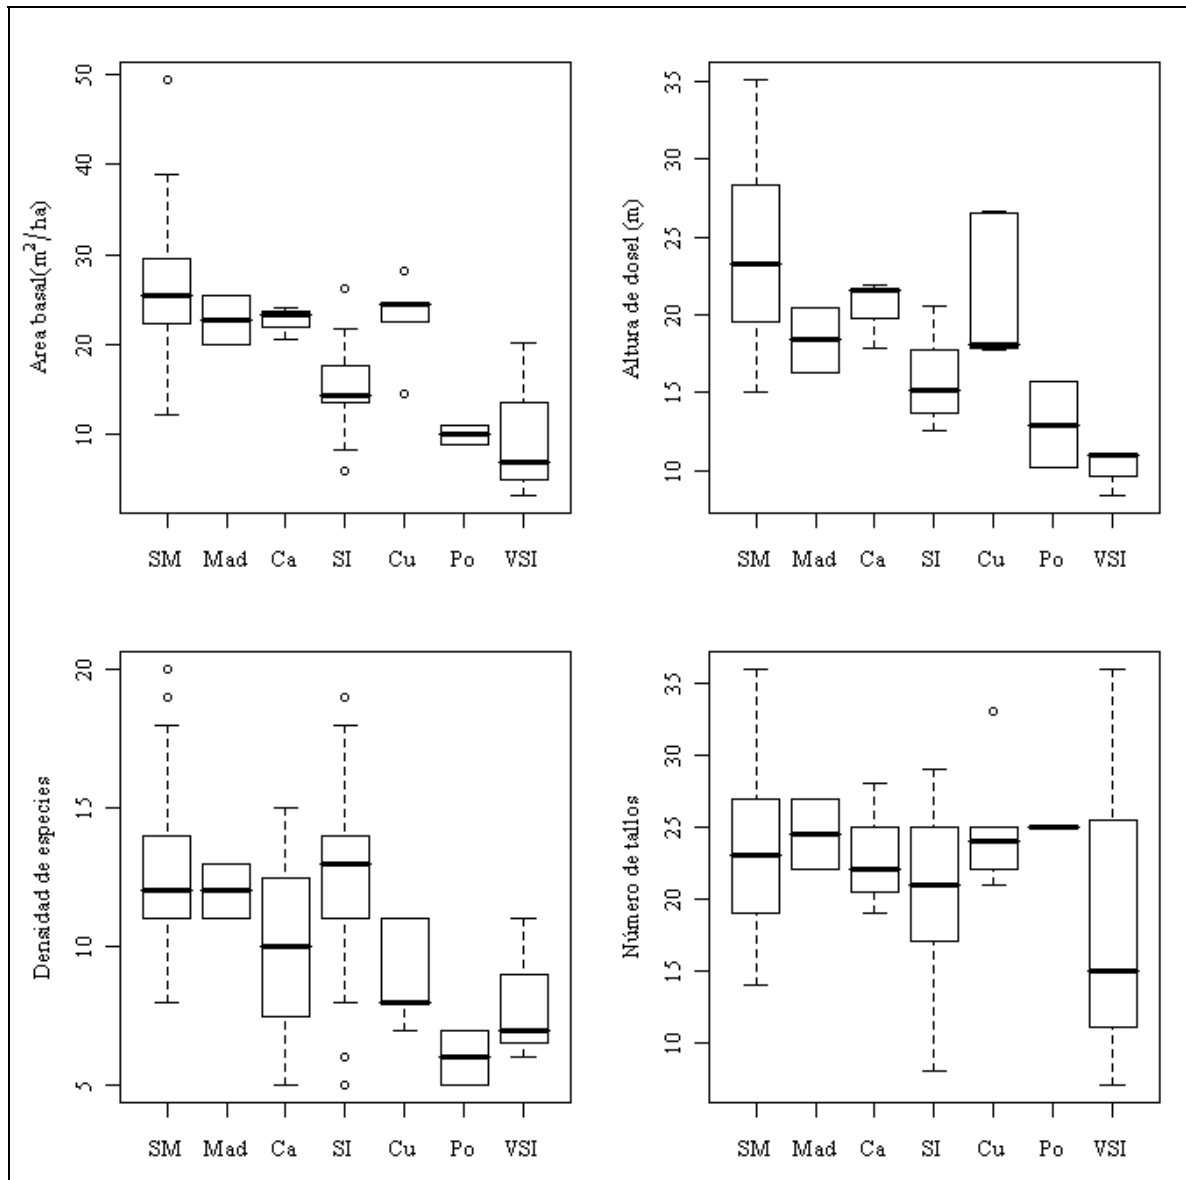 Area basal(m²/ha)
50
40
30
20
10
SM Mad Ca SI Cu Po VSI
Altura de dosel (m)
35
30
25
20
15
10
SM Mad Ca SI Cu Po VSI
Densidad de especies
20
15
10
5
SM Mad Ca SI Cu Po VSI
Número de tallos
35
30
25
20
15
10
SM Mad Ca SI Cu Po VSI